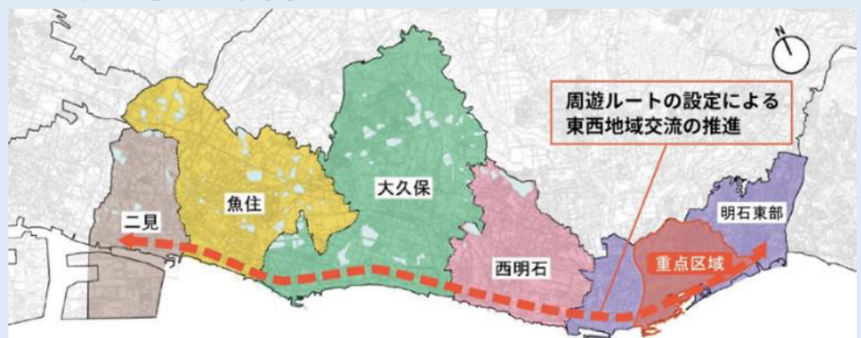 N
周遊ルートの設定による
東西地域交流の推進
大久保
明石東部
魚住
二見
西明石
重点区域